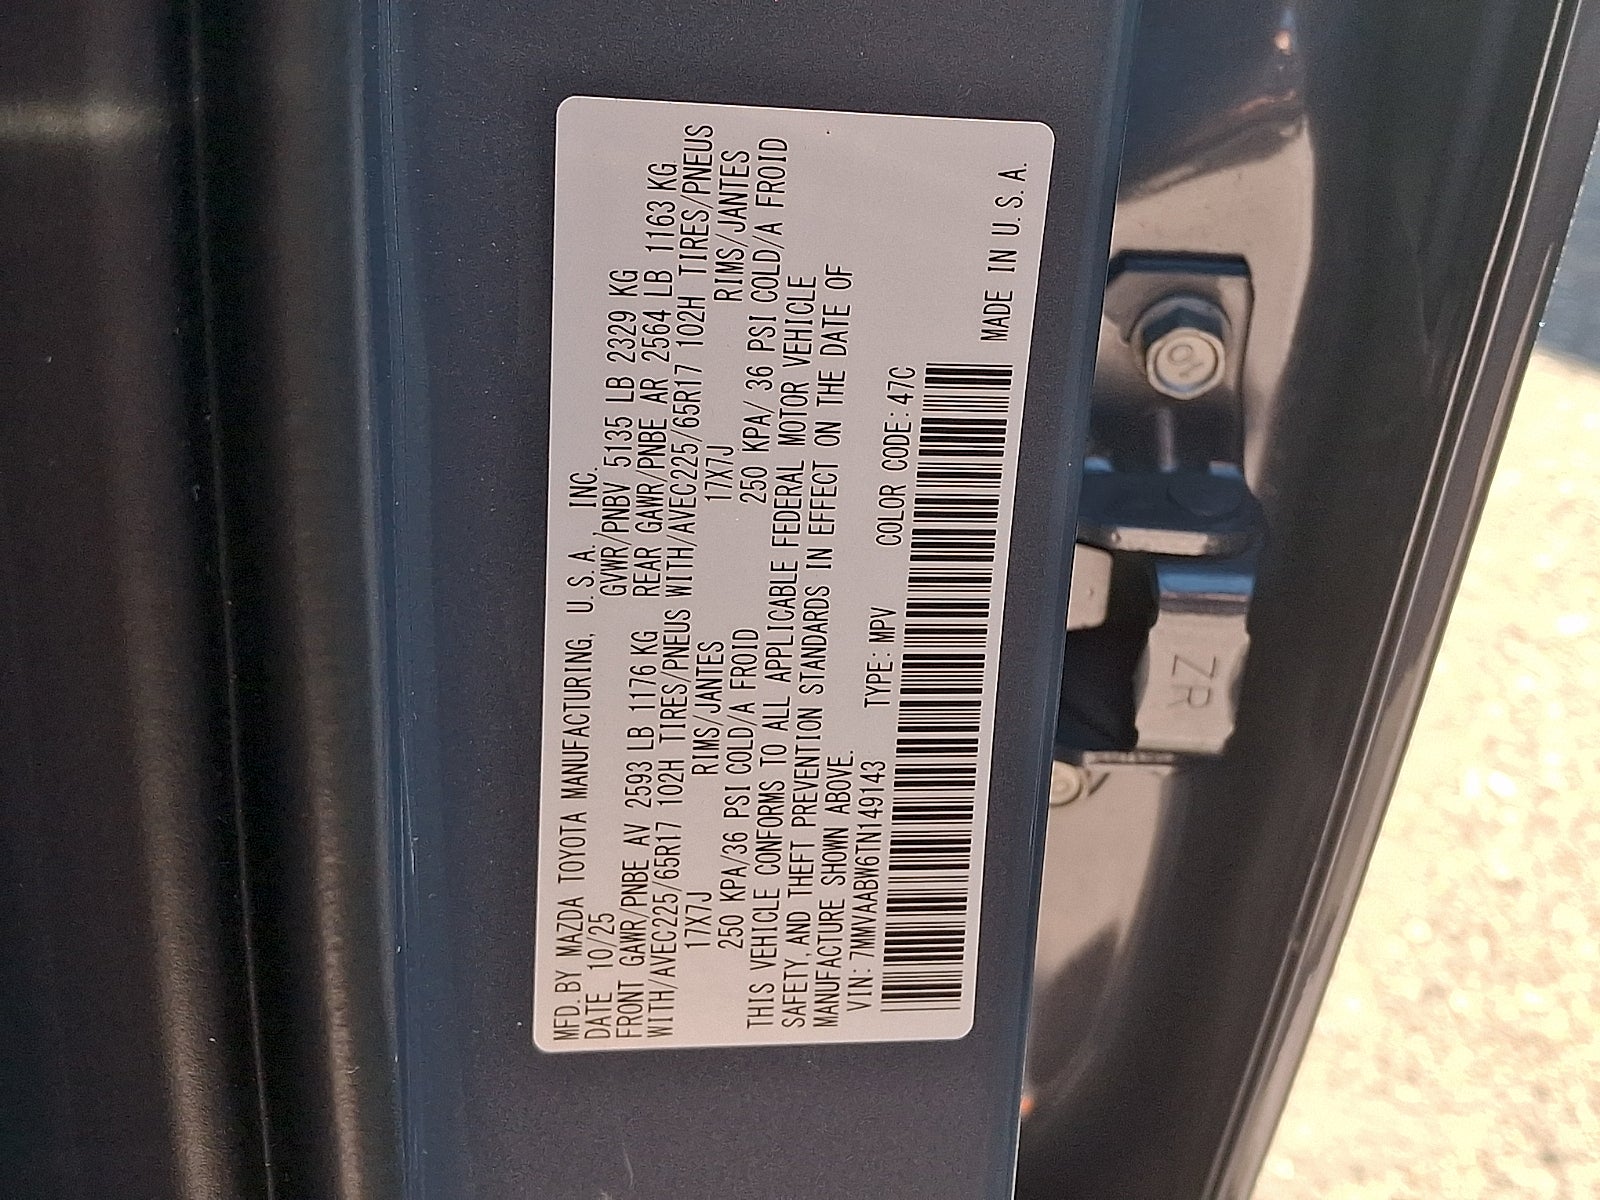 MFD.BY MAZDA TOYOTA MANUFACTURING, U.S.A., INC.
DATE 10/25 GVWR/PNBV 5135 LB 2329 KG
FRONT GAWR/PNBE AV 2593 LB 1176 KG REAR GAWR/PNBE AR 2564 LB 1163 KG
WITH/AVEC225/65R17 102H TIRES/PNEUS WITH/AVEC225/65R17 102H TIRES/PNEUS
17X7J RIMS/JANTES 17X7J RIMS/JANTES
250 KPA/36 PSI COLD/A FROID 250 KPA/ 36 PSI COLD/A FROID
THIS VEHICLE CONFORMS TO ALL APPLICABLE FEDERAL MOTOR VEHICLE
SAFETY,AND THEFT PREVENTION STANDARDS IN EFFECT ON THE DATE OF
MANUFACTURE SHOWN ABOVE.
VIN:7MMVAABW6TN149143 TYPE:MPV COLOR CODE:47C
MADE IN U.S.A.
ZR